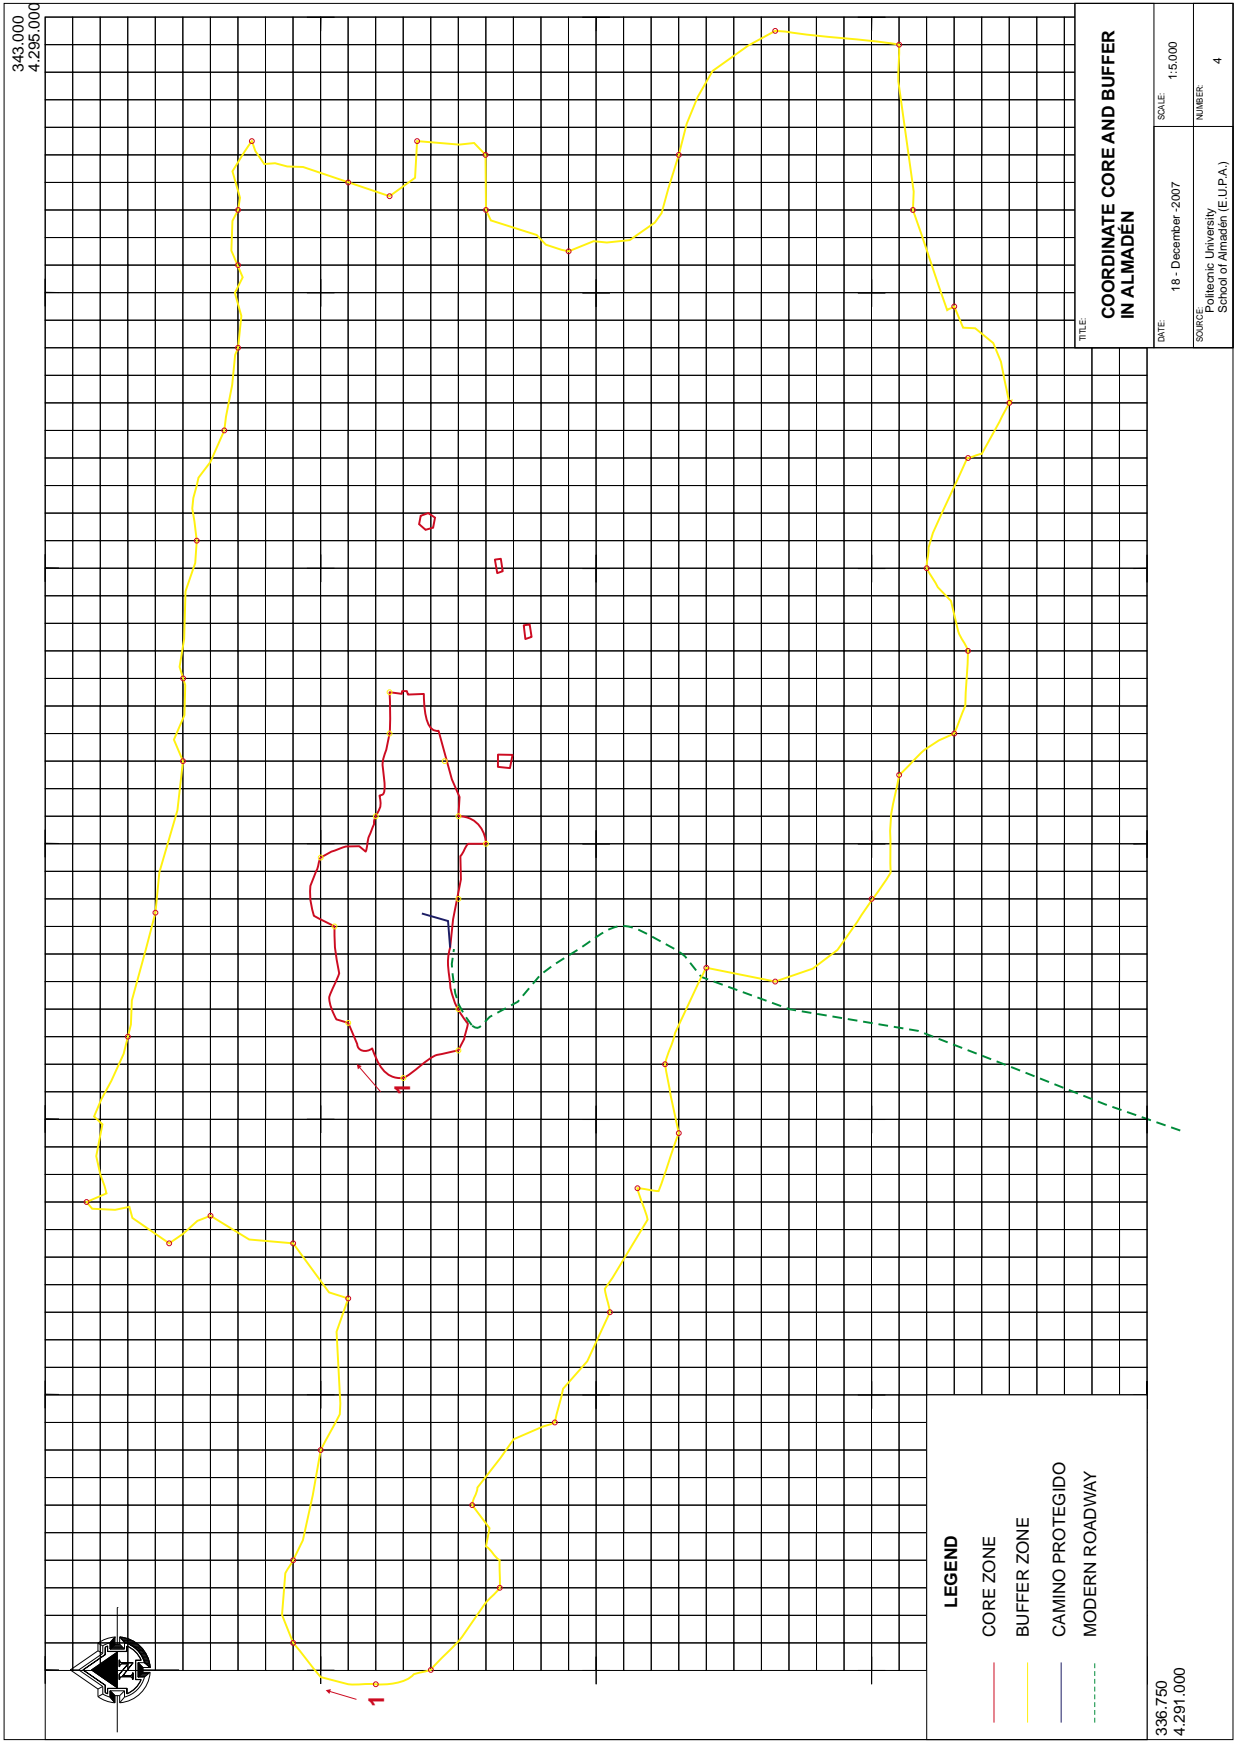 343.000
4.295.000
TITLE:
COORDINATE CORE AND BUFFER
IN ALMADÉN
DATE:
18 - December -2007
SCALE:
1:5.000
SOURCE:
Politecnic University
School of Almadén (E.U.P.A.)
NUMBER:
4
1
1
N
LEGEND
CORE ZONE
BUFFER ZONE
CAMINO PROTEGIDO
MODERN ROADWAY
336.750
4.291.000